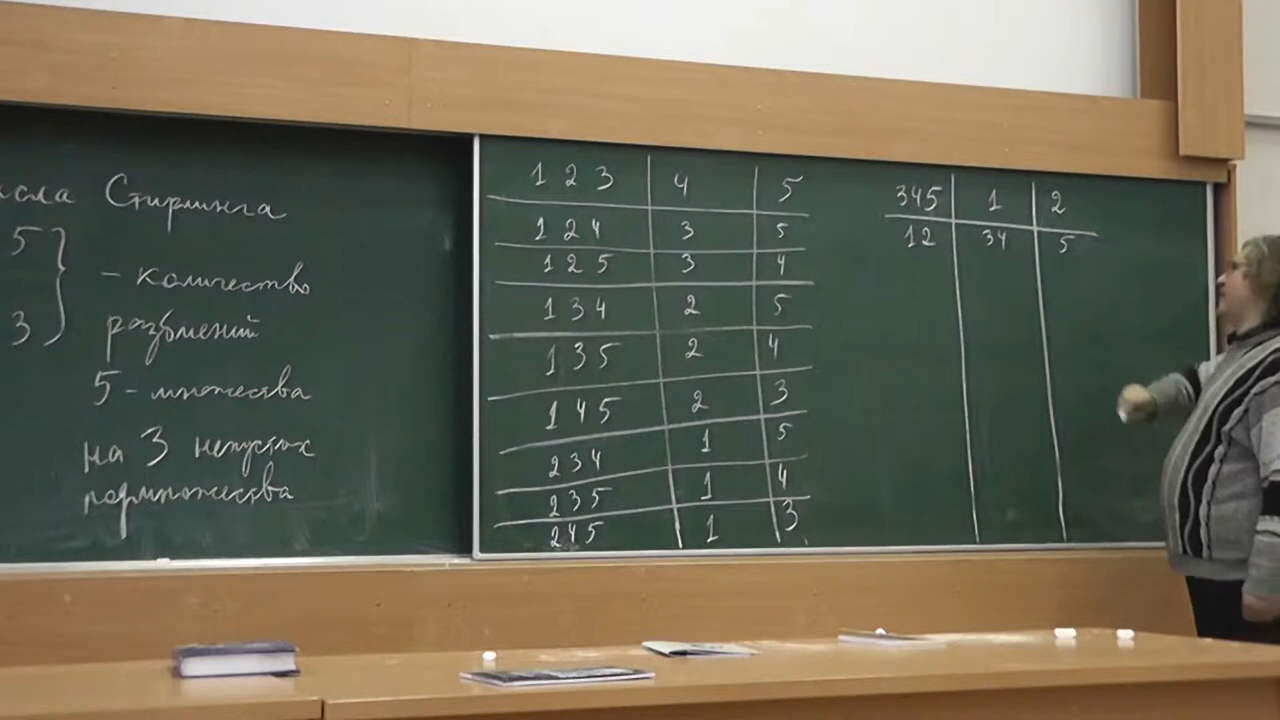 исла Стирлинга
5
} - количество
3
разбиений
5 - множества
на 3 непустых
подмножества
1 2 3 | 4 | 5
1 2 4 | 3 | 5
1 2 5 | 3 | 4
1 3 4 | 2 | 5
1 3 5 | 2 | 4
1 4 5 | 2 | 3
2 3 4 | 1 | 5
2 3 5 | 1 | 4
2 4 5 | 1 | 3
345 | 1 | 2
12 | 34 | 5